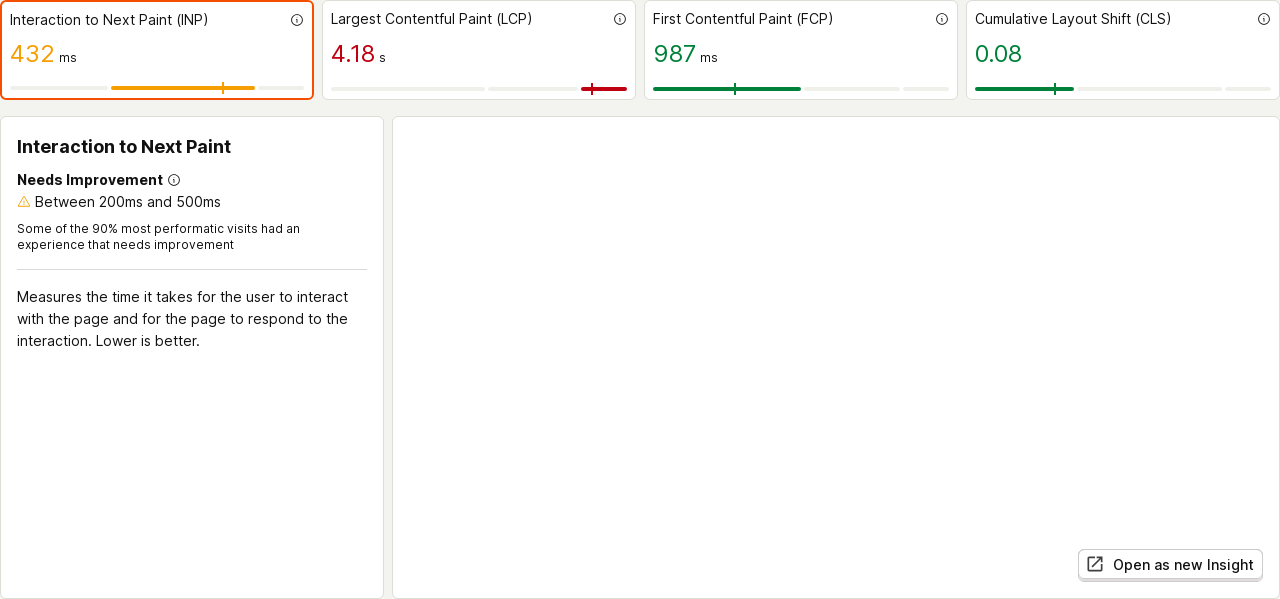 Interaction to Next Paint (INP)
432 ms
Largest Contentful Paint (LCP)
4.18 s
First Contentful Paint (FCP)
987 ms
Cumulative Layout Shift (CLS)
0.08
Interaction to Next Paint
Needs Improvement
Between 200ms and 500ms
Some of the 90% most performatic visits had an
experience that needs improvement
Measures the time it takes for the user to interact
with the page and for the page to respond to the
interaction. Lower is better.
Open as new Insight